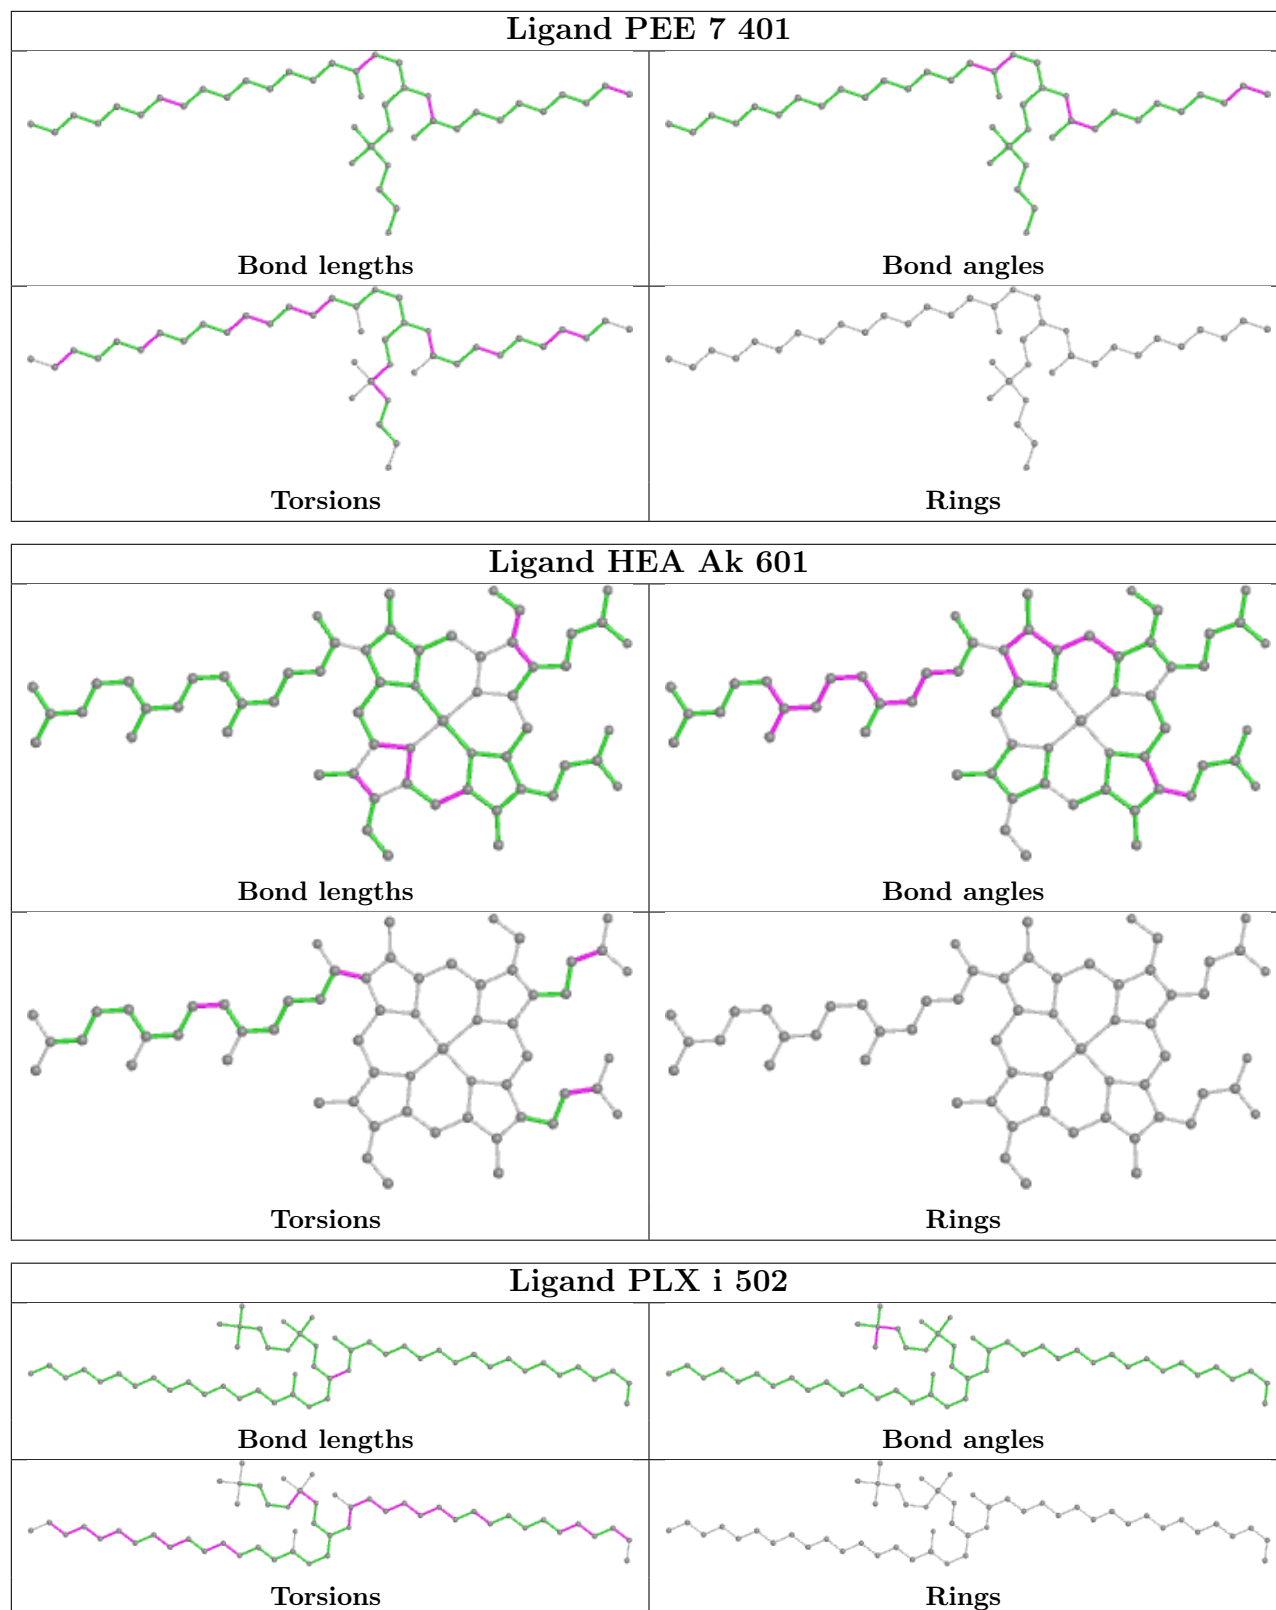 Ligand PEE 7 401
Bond lengths
Bond angles
Torsions
Rings
Ligand HEA Ak 601
Bond lengths
Bond angles
Torsions
Rings
Ligand PLX i 502
Bond lengths
Bond angles
Torsions
Rings